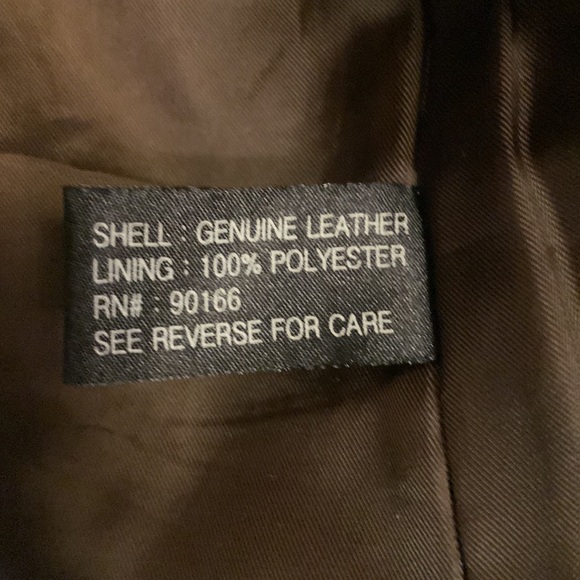 SHELL : GENUINE LEATHER
LINING : 100% POLYESTER
RN# : 90166
SEE REVERSE FOR CARE